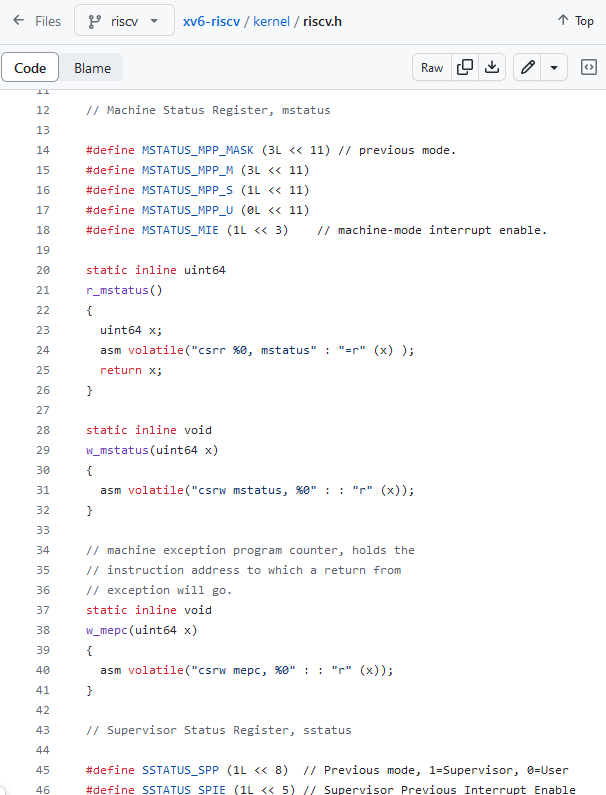 Files riscv xv6-riscv / kernel / riscv.h Top
Code Blame Raw
11
12 // Machine Status Register, mstatus
13
14 #define MSTATUS_MPP_MASK (3L << 11) // previous mode.
15 #define MSTATUS_MPP_M (3L << 11)
16 #define MSTATUS_MPP_S (1L << 11)
17 #define MSTATUS_MPP_U (0L << 11)
18 #define MSTATUS_MIE (1L << 3)    // machine-mode interrupt enable.
19
20 static inline uint64
21 r_mstatus()
22 {
23   uint64 x;
24   asm volatile("csrr %0, mstatus" : "=r" (x) );
25   return x;
26 }
27
28 static inline void
29 w_mstatus(uint64 x)
30 {
31   asm volatile("csrw mstatus, %0" : : "r" (x));
32 }
33
34 // machine exception program counter, holds the
35 // instruction address to which a return from
36 // exception will go.
37 static inline void
38 w_mepc(uint64 x)
39 {
40   asm volatile("csrw mepc, %0" : : "r" (x));
41 }
42
43 // Supervisor Status Register, sstatus
44
45 #define SSTATUS_SPP (1L << 8)  // Previous mode, 1=Supervisor, 0=User
46 #define SSTATUS_SPIE (1L << 5) // Supervisor Previous Interrupt Enable